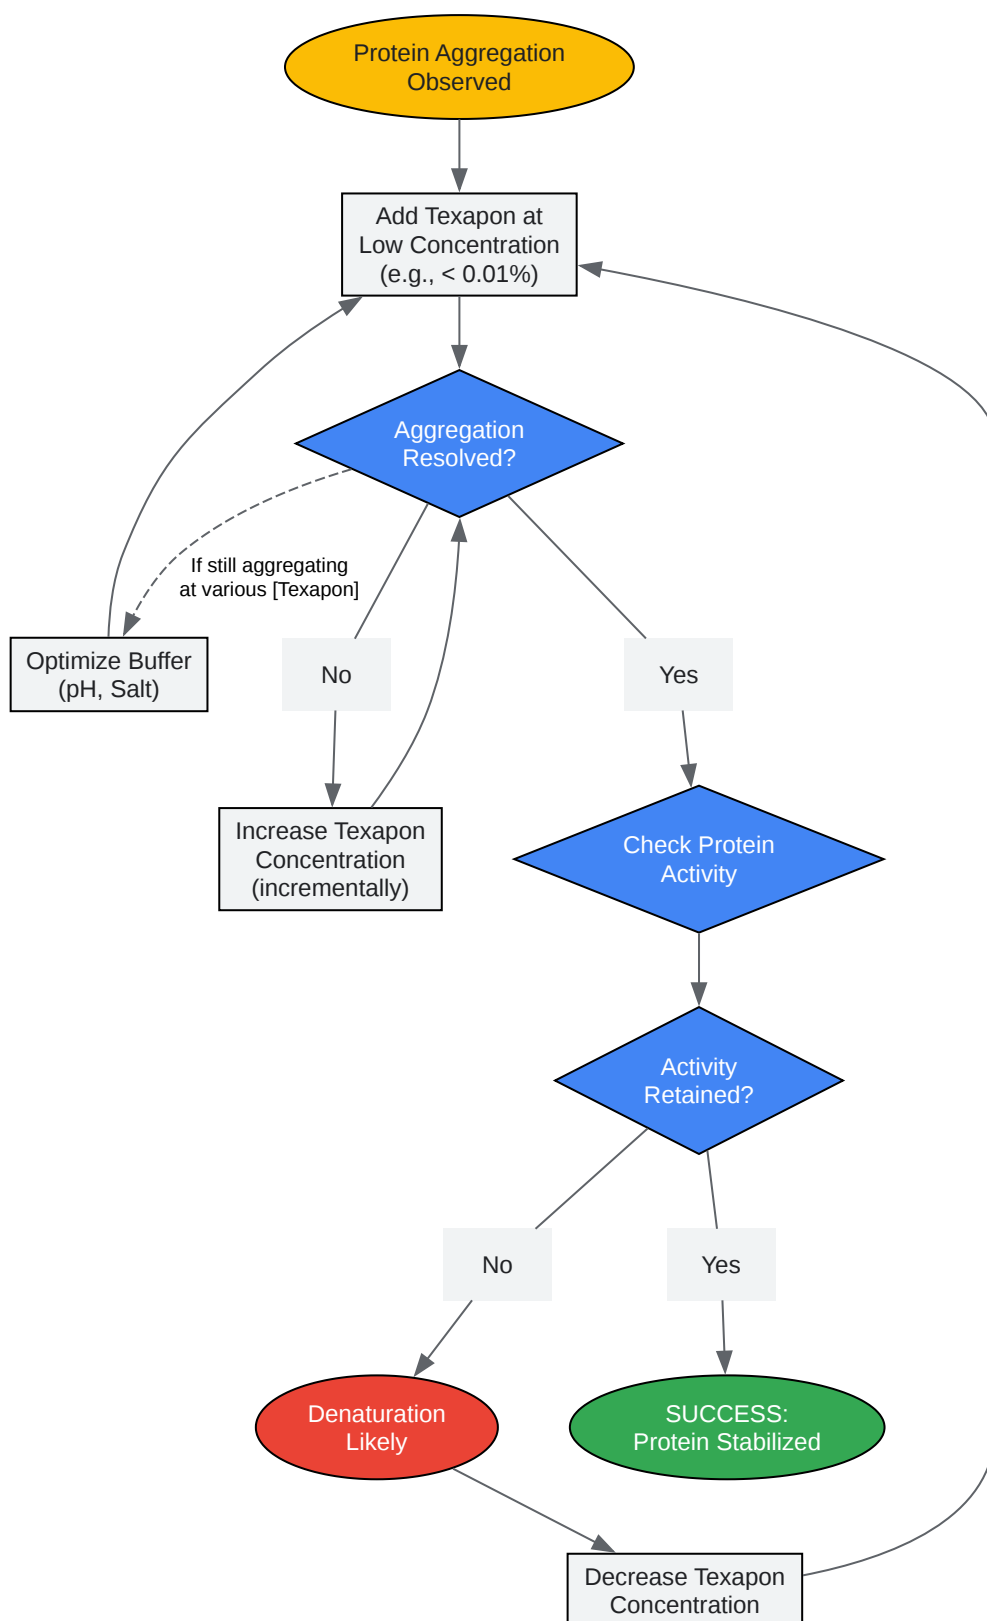 Protein Aggregation
Observed
Add Texapon at
Low Concentration
(e.g., < 0.01%)
Aggregation
Resolved?
If still aggregating
at various [Texapon]
Optimize Buffer
(pH, Salt)
No
Yes
Increase Texapon
Concentration
(incrementally)
Check Protein
Activity
Activity
Retained?
No
Yes
Denaturation
Likely
SUCCESS:
Protein Stabilized
Decrease Texapon
Concentration